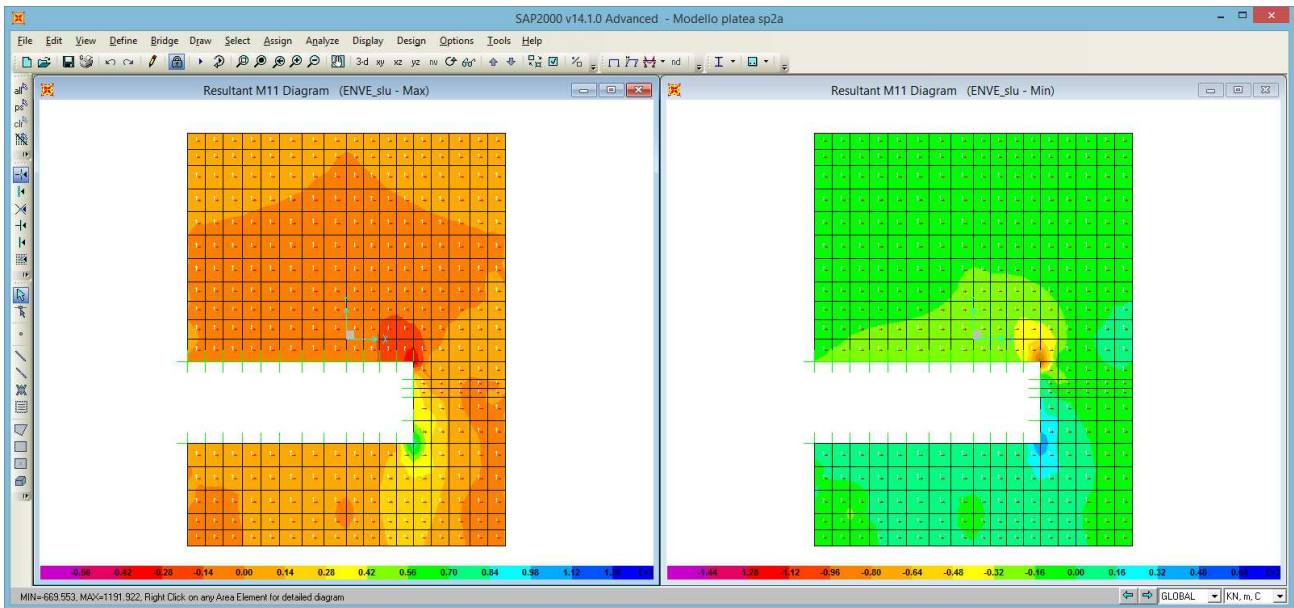 SAP2000 v14.1.0 Advanced - Modello platea sp2a
File Edit View Define Bridge Draw Select Assign Analyze Display Design Options Tools Help
3-d xy xz yz nv nd
all
ps
clr
Resultant M11 Diagram (ENVE_slu - Max)
Resultant M11 Diagram (ENVE_slu - Min)
X
-0.56 -0.42 -0.28 -0.14 0.00 0.14 0.28 0.42 0.56 0.70 0.84 0.98 1.12
-1.44 -1.28 -1.12 -0.96 -0.80 -0.64 -0.48 -0.32 -0.16 0.00 0.16 0.32 0.48
MIN=-669.553, MAX=1191.922, Right Click on any Area Element for detailed diagram
GLOBAL
KN, m, C